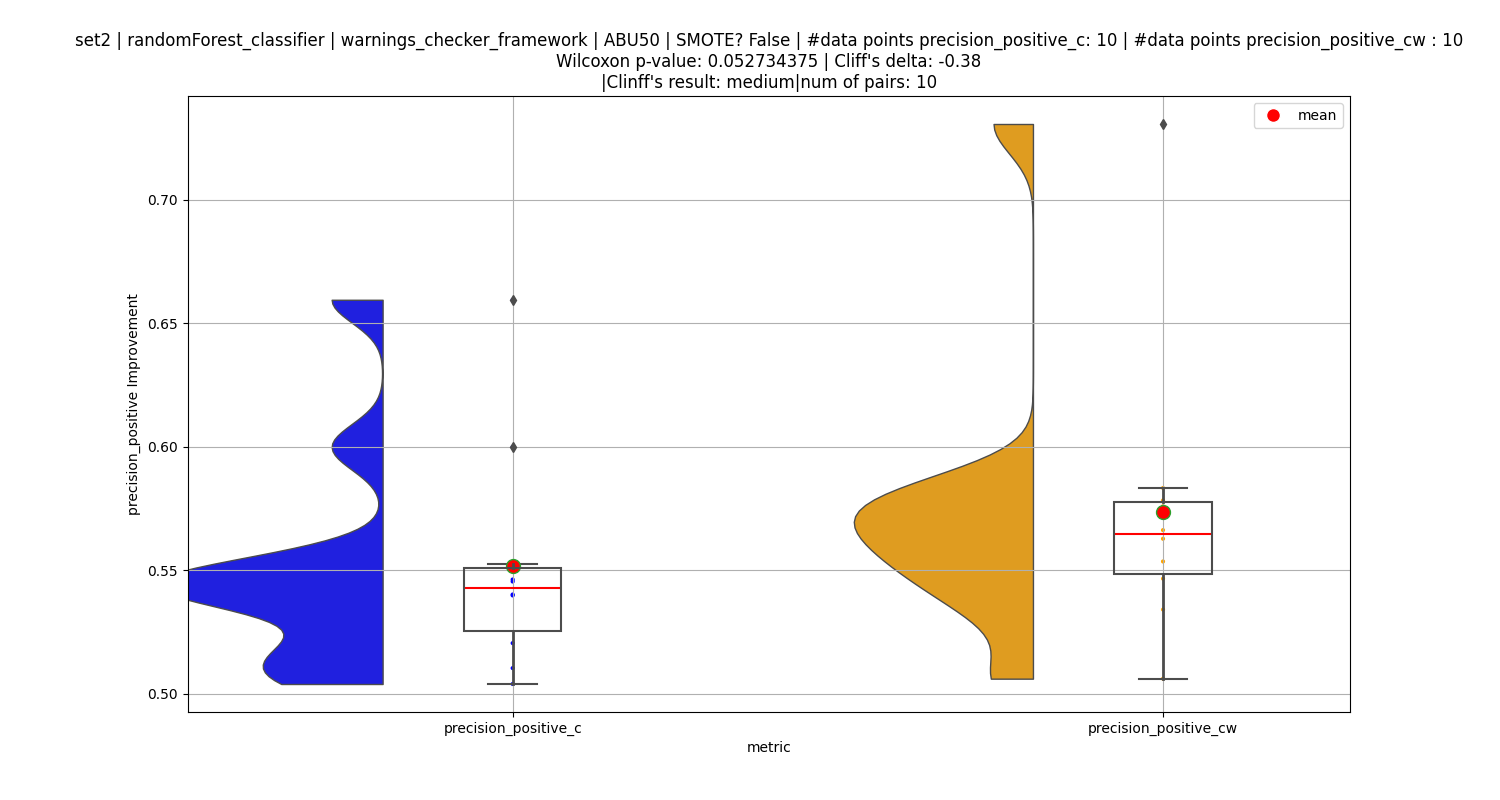 set2 | randomForest_classifier | warnings_checker_framework | ABU50 | SMOTE? False | #data points precision_positive_c: 10 | #data points precision_positive_cw : 10
Wilcoxon p-value: 0.052734375 | Cliff's delta: -0.38
|Clinff's result: medium|num of pairs: 10
mean
0.70
0.65
0.60
0.55
0.50
precision_positive Improvement
precision_positive_c
precision_positive_cw
metric